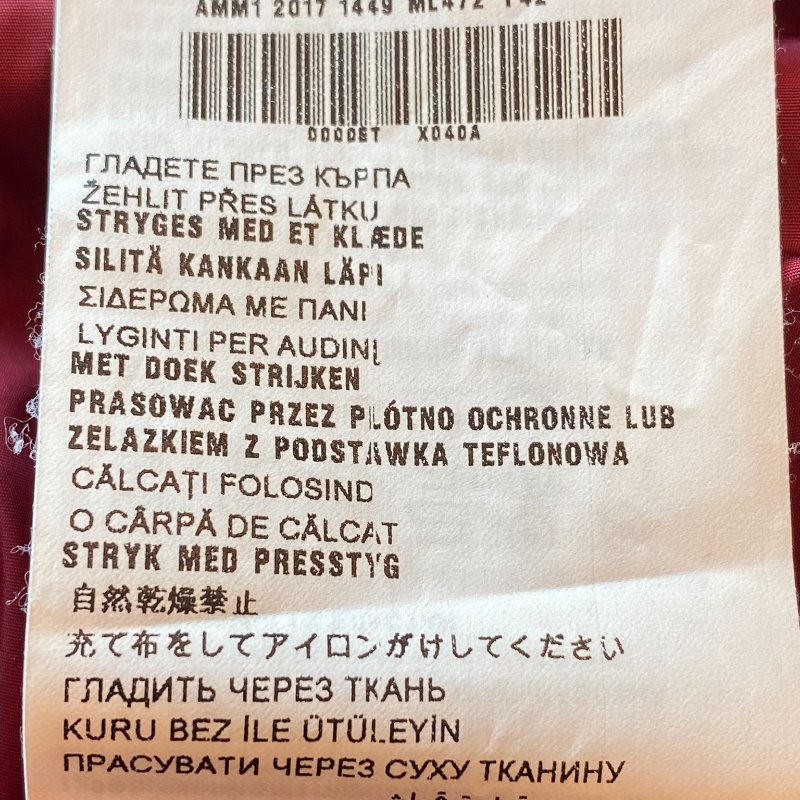 AMM1 2017 1449 ML472
0000ST X040A
ГЛАДЕТЕ ПРЕЗ КЪРПА
ŽEHLIT PŘES LÁTKU
STRYGES MED ET KLÆDE
SILITÄ KANKAAN LÄPI
ΣΙΔΕΡΩΜΑ ΜΕ ΠΑΝΙ
LYGINTI PER AUDINĮ
MET DOEK STRIJKEN
PRASOWAC PRZEZ PLÓTNO OCHRONNE LUB
ZELAZKIEM Z PODSTAWKA TEFLONOWA
CĂLCAȚI FOLOSIND
O CÂRPĂ DE CĂLCAT
STRYK MED PRESSTYG
自然乾燥禁止
充て布をしてアイロンがけしてください
ГЛАДИТЬ ЧЕРЕЗ ТКАНЬ
KURU BEZ İLE ÜTÜLEYİN
ПРАСУВАТИ ЧЕРЕЗ СУХУ ТКАНИНУ